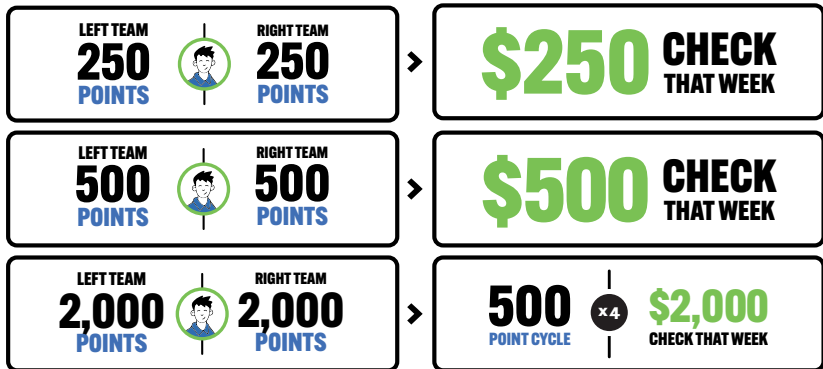 LEFT TEAM
250
POINTS
RIGHT TEAM
250
POINTS
>
$250 CHECK
THAT WEEK
LEFT TEAM
500
POINTS
RIGHT TEAM
500
POINTS
>
$500 CHECK
THAT WEEK
LEFT TEAM
2,000
POINTS
RIGHT TEAM
2,000
POINTS
>
500
POINT CYCLE
x4
$2,000
CHECK THAT WEEK